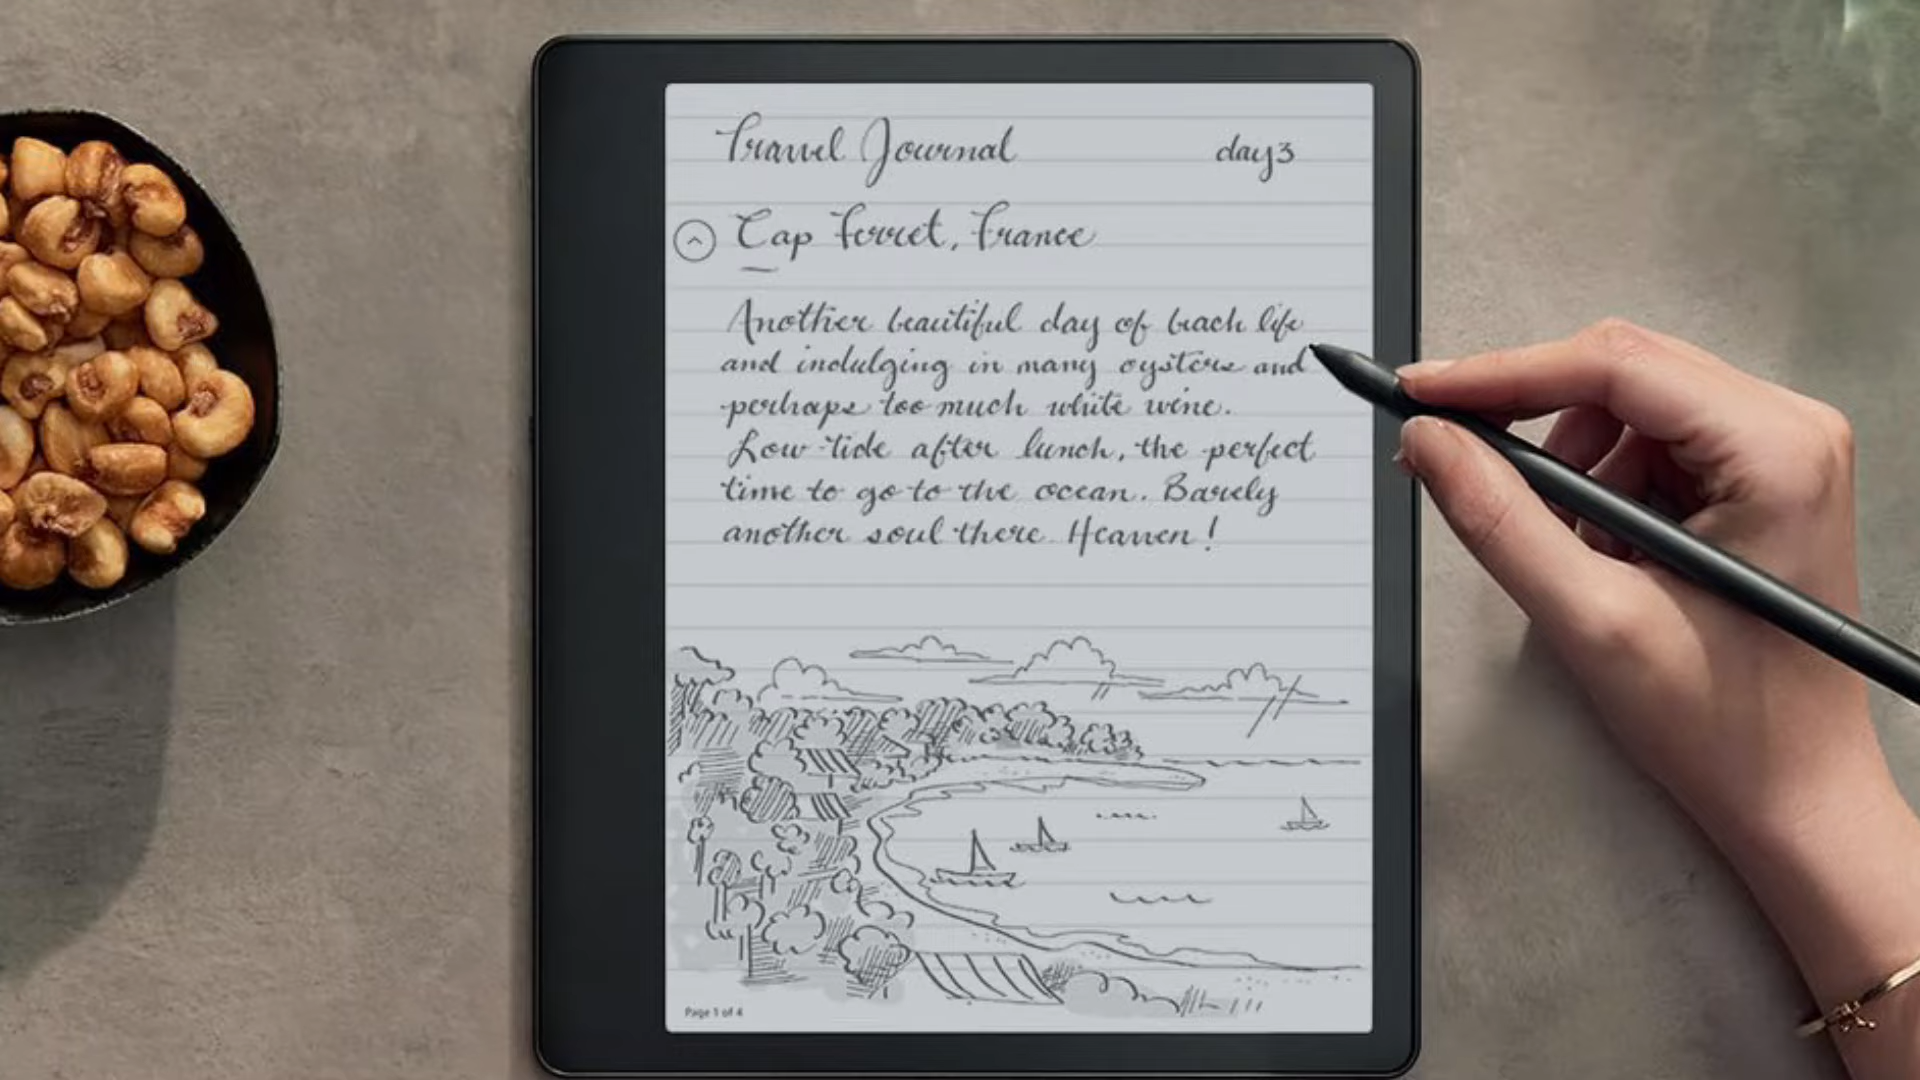 Travel Journal day 3
Cap Ferret, France
Another beautiful day of beach life
and indulging in many oysters and
perhaps too much white wine.
Low tide after lunch, the perfect
time to go to the ocean. Barely
another soul there. Heaven!
Page 1 of 4